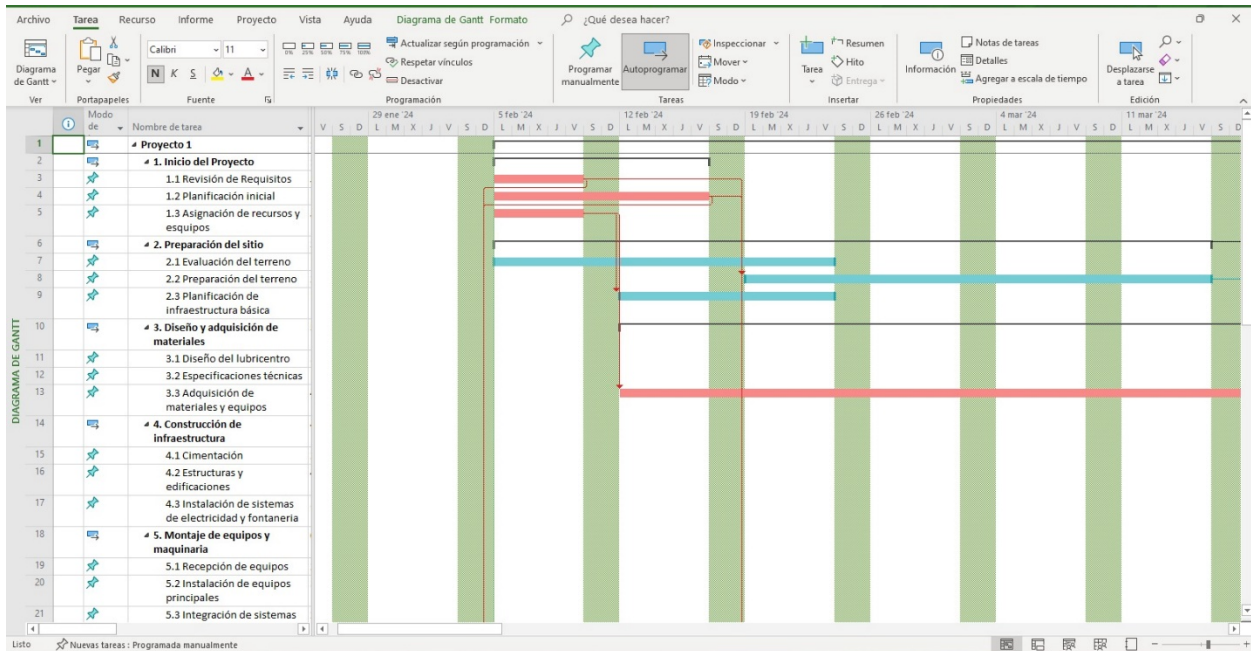 Archivo Tarea Recurso Informe Proyecto Vista Ayuda Diagrama de Gantt Formato ¿Qué desea hacer?
Diagrama de Gantt
Ver
Pegar
Portapapeles
Calibri 11
N K S A
Fuente
0% 25% 50% 75% 100%
Actualizar según programación
Respetar vínculos
Desactivar
Programación
Programar manualmente
Autoprogramar
Inspeccionar
Mover
Modo
Tareas
Tarea
Resumen
Hito
Entrega
Insertar
Información
Notas de tareas
Detalles
Agregar a escala de tiempo
Propiedades
Desplazarse a tarea
Edición
Modo de
Nombre de tarea
29 ene '24 5 feb '24 12 feb '24 19 feb '24 26 feb '24 4 mar '24 11 mar '24
V S D L M X J V S D L M X J V S D L M X J V S D L M X J V S D L M X J V S D L M X J V S D L M X J V S D
1 Proyecto 1
2 1. Inicio del Proyecto
3 1.1 Revisión de Requisitos
4 1.2 Planificación inicial
5 1.3 Asignación de recursos y
esquipos
6 2. Preparación del sitio
7 2.1 Evaluación del terreno
8 2.2 Preparación del terreno
9 2.3 Planificación de
infraestructura básica
10 3. Diseño y adquisición de
materiales
11 3.1 Diseño del lubricentro
12 3.2 Especificaciones técnicas
13 3.3 Adquisición de
materiales y equipos
14 4. Construcción de
infraestructura
15 4.1 Cimentación
16 4.2 Estructuras y
edificaciones
17 4.3 Instalación de sistemas
de electricidad y fontaneria
18 5. Montaje de equipos y
maquinaria
19 5.1 Recepción de equipos
20 5.2 Instalación de equipos
principales
21 5.3 Integración de sistemas
DIAGRAMA DE GANTT
Listo Nuevas tareas : Programada manualmente